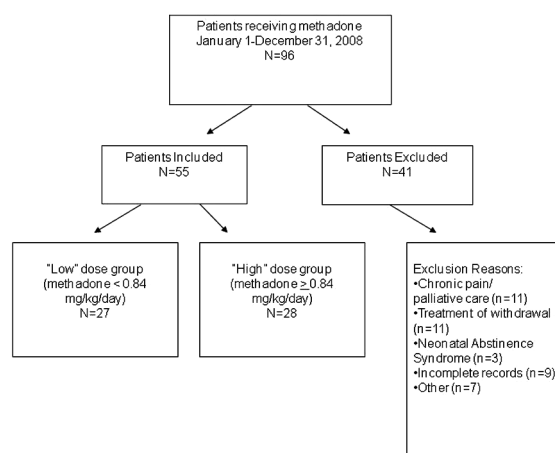 Patients receiving methadone
January 1-December 31, 2008
N=96
Patients Included
N=55
Patients Excluded
N=41
"Low" dose group
(methadone < 0.84
mg/kg/day)
N=27
"High" dose group
(methadone ≥ 0.84
mg/kg/day)
N=28
Exclusion Reasons:
•Chronic pain/
palliative care (n=11)
•Treatment of withdrawal
(n=11)
•Neonatal Abstinence
Syndrome (n=3)
•Incomplete records (n=9)
•Other (n=7)